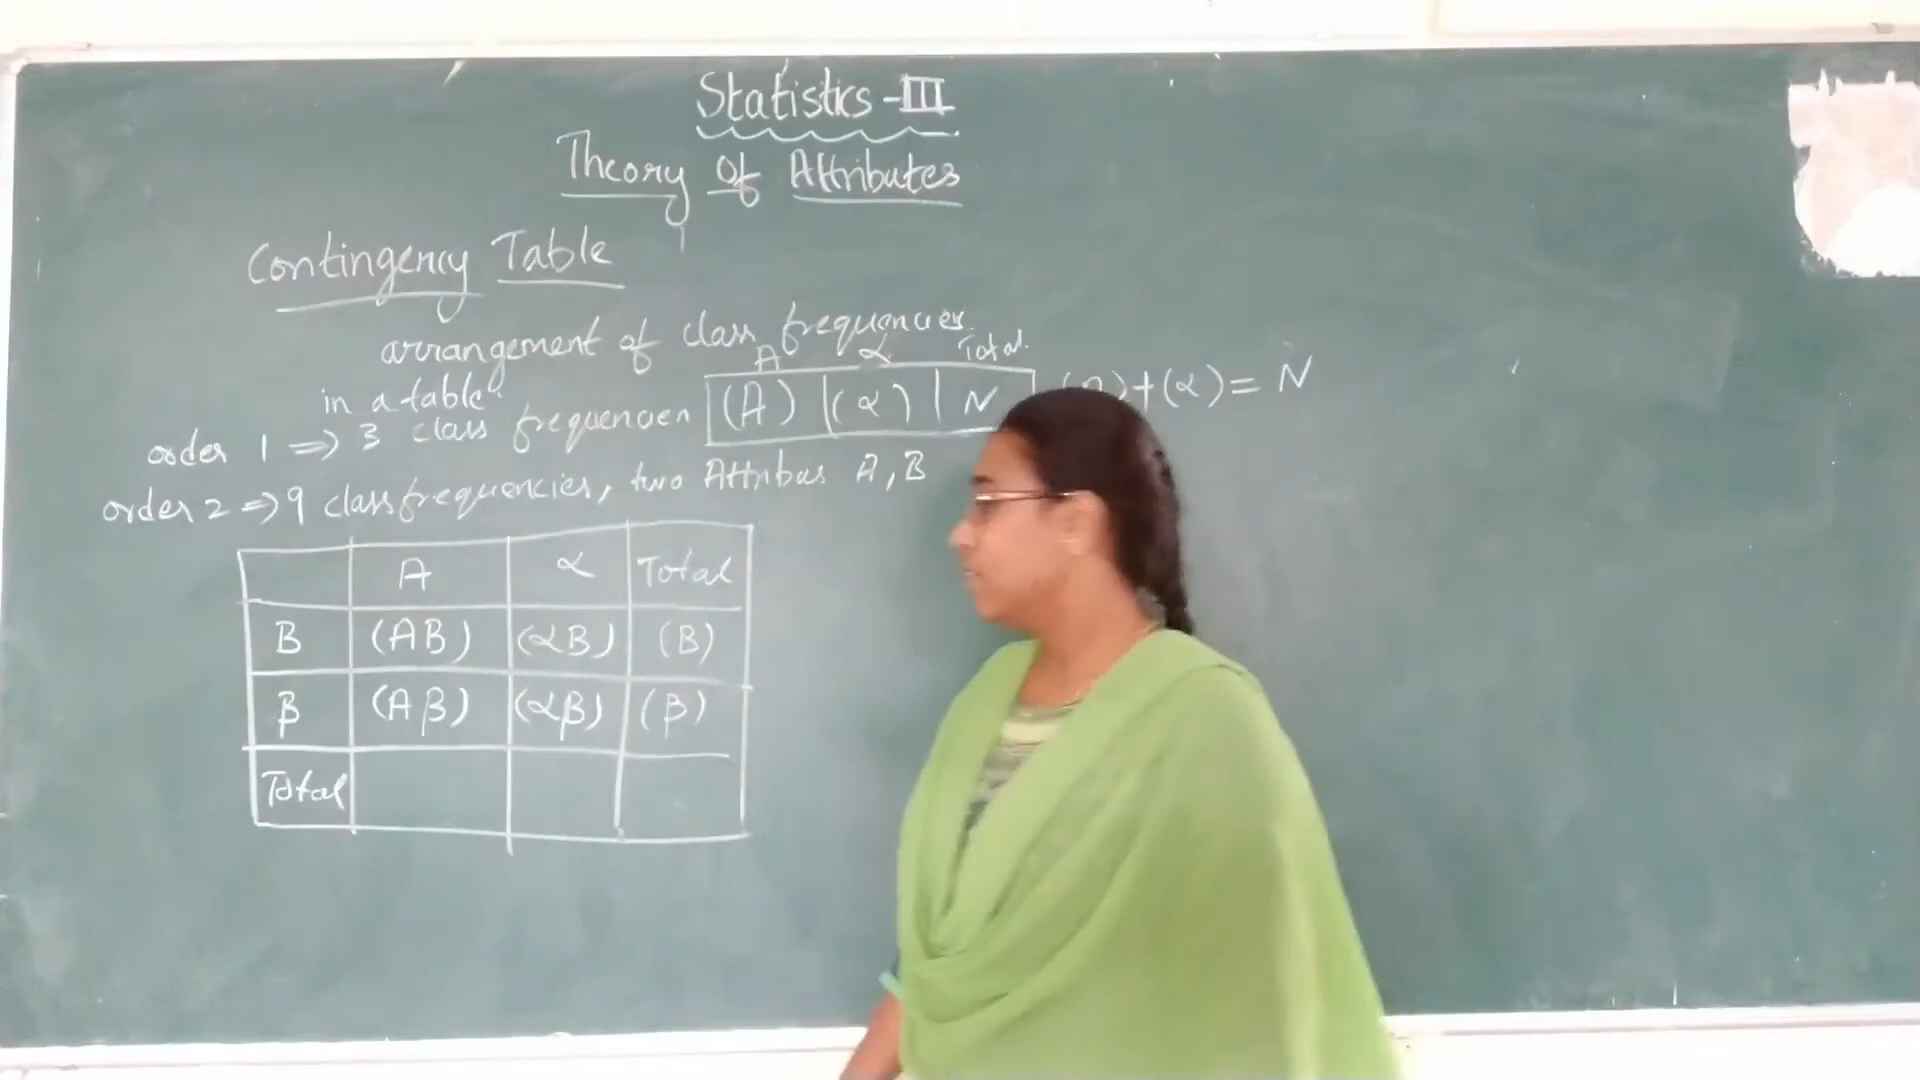 Statistics - III
Theory Of Attributes
Contingency Table
arrangement of class frequencies
in a table.
A α Total.
order 1 ⇒ 3 class frequencies (A) (α) N +(α) = N
order 2 ⇒ 9 class frequencies, two Attribus A, B
A α Total
B (AB) (αB) (B)
β (Aβ) (αβ) (β)
Total